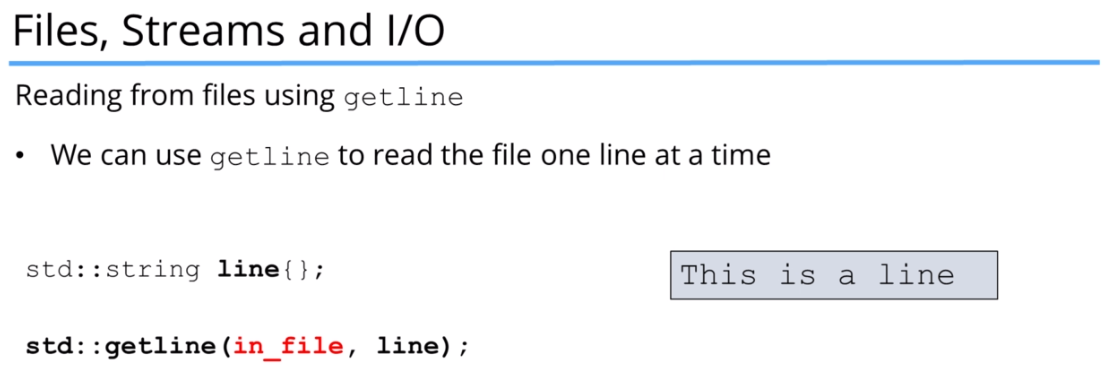 Files, Streams and I/O
Reading from files using getline
• We can use getline to read the file one line at a time
std::string line{};
This is a line
std::getline(in_file, line);